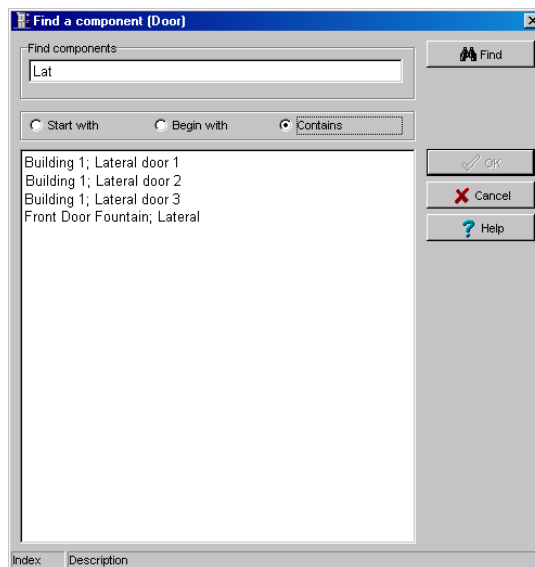 Find a component (Door)
Find components
Find
Lat
Start with
Begin with
Contains
Building 1; Lateral door 1
OK
Building 1; Lateral door 2
Building 1; Lateral door 3
Cancel
Front Door Fountain; Lateral
Help
Index
Description